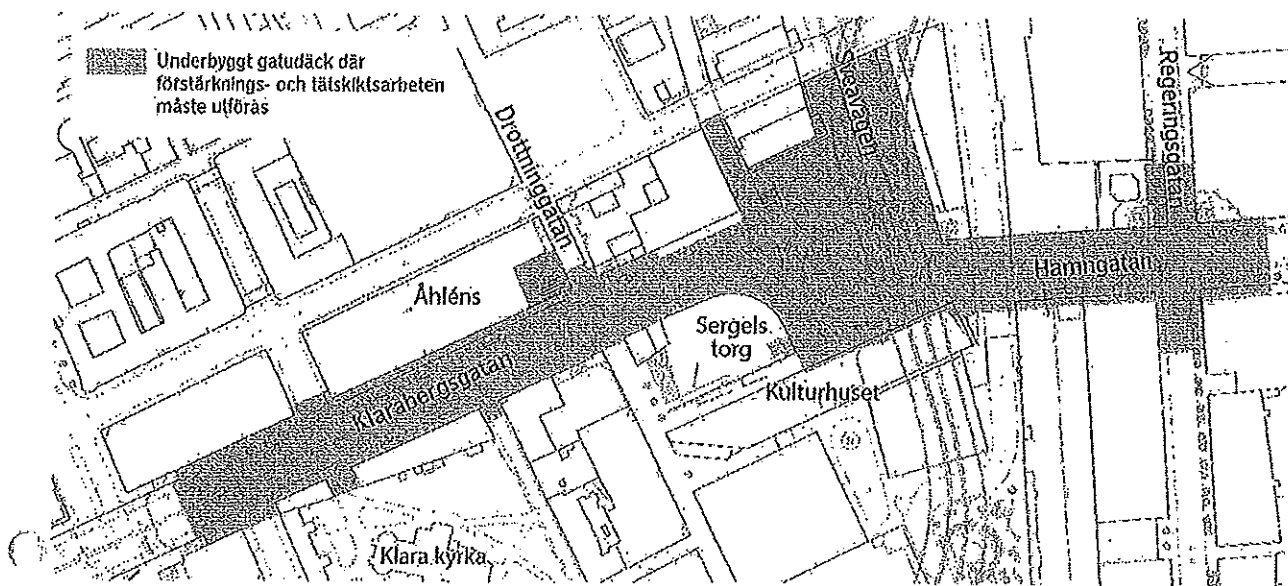 Underbyggt gatudäck där
förstärknings- och tätskiktsarbeten
måste utföras
Drottninggatan
Sveavägen
Regeringsgatan
Hamngatan
Åhléns
Sergels
torg
Klarabergsgatan
Kulturhuset
Klara kyrka